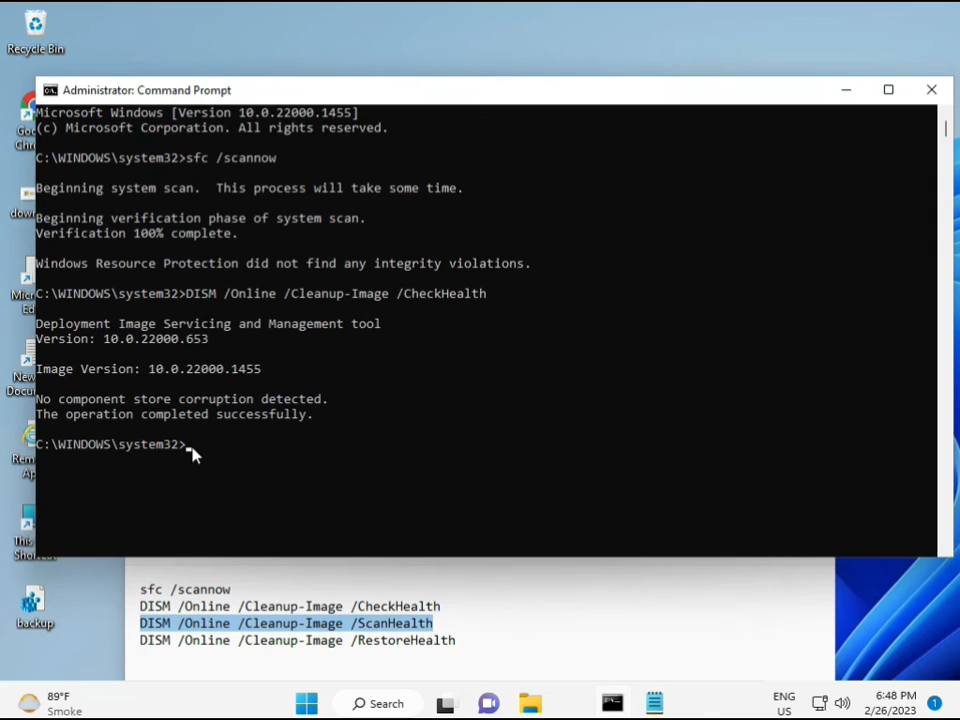 Recycle Bin
Administrator: Command Prompt
Microsoft Windows [Version 10.0.22000.1455]
(c) Microsoft Corporation. All rights reserved.
C:\WINDOWS\system32>sfc /scannow
Beginning system scan.  This process will take some time.
Beginning verification phase of system scan.
Verification 100% complete.
Windows Resource Protection did not find any integrity violations.
C:\WINDOWS\system32>DISM /Online /Cleanup-Image /CheckHealth
Deployment Image Servicing and Management tool
Version: 10.0.22000.653
Image Version: 10.0.22000.1455
No component store corruption detected.
The operation completed successfully.
C:\WINDOWS\system32>
backup
sfc /scannow
DISM /Online /Cleanup-Image /CheckHealth
DISM /Online /Cleanup-Image /ScanHealth
DISM /Online /Cleanup-Image /RestoreHealth
89°F
Smoke
Search
ENG
US
6:48 PM
2/26/2023
1